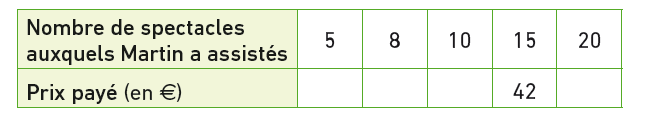 Nombre de spectacles
auxquels Martin a assistés 5 8 10 15 20
Prix payé (en €) 42